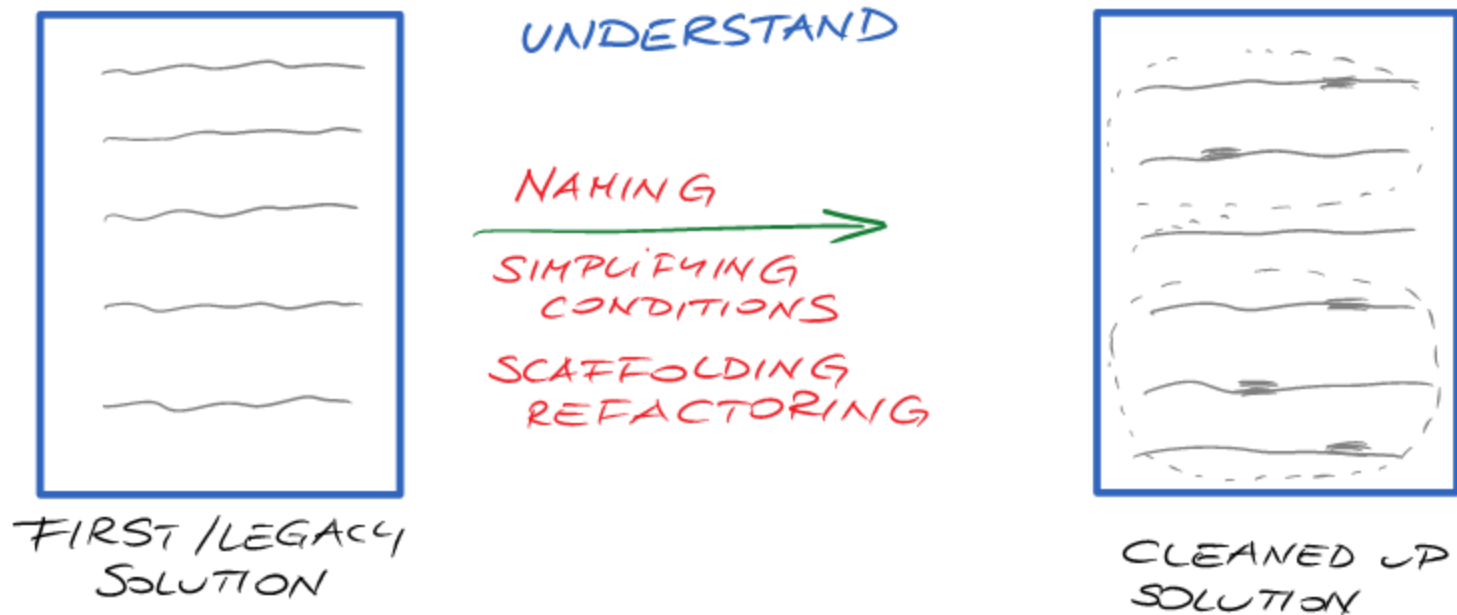 UNDERSTAND
NAMING
SIMPLIFYING
CONDITIONS
SCAFFOLDING
REFACTORING
FIRST/LEGACY
SOLUTION
CLEANED UP
SOLUTION